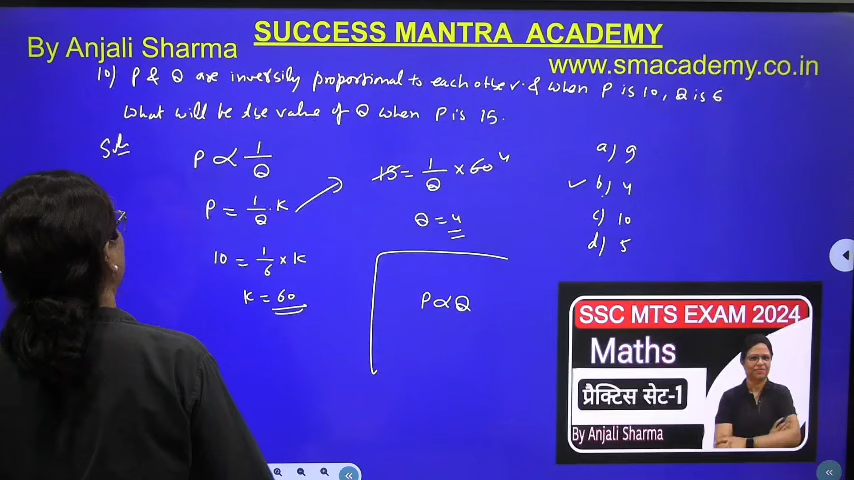 SUCCESS MANTRA ACADEMY
By Anjali Sharma
www.smacademy.co.in
10) P & Q are inversily proportional to each other. & when P is 10, Q is 6
What will be the value of Q when P is 15.
Sol
P ∝ 1/Q
P = 1/Q . K
10 = 1/6 × K
K = 60
15 = 1/Q × 60 4
Q = 4
P ∝ Q
a) 9
✓ b) 4
c) 10
d) 5
SSC MTS EXAM 2024
Maths
प्रैक्टिस सेट-1
By Anjali Sharma